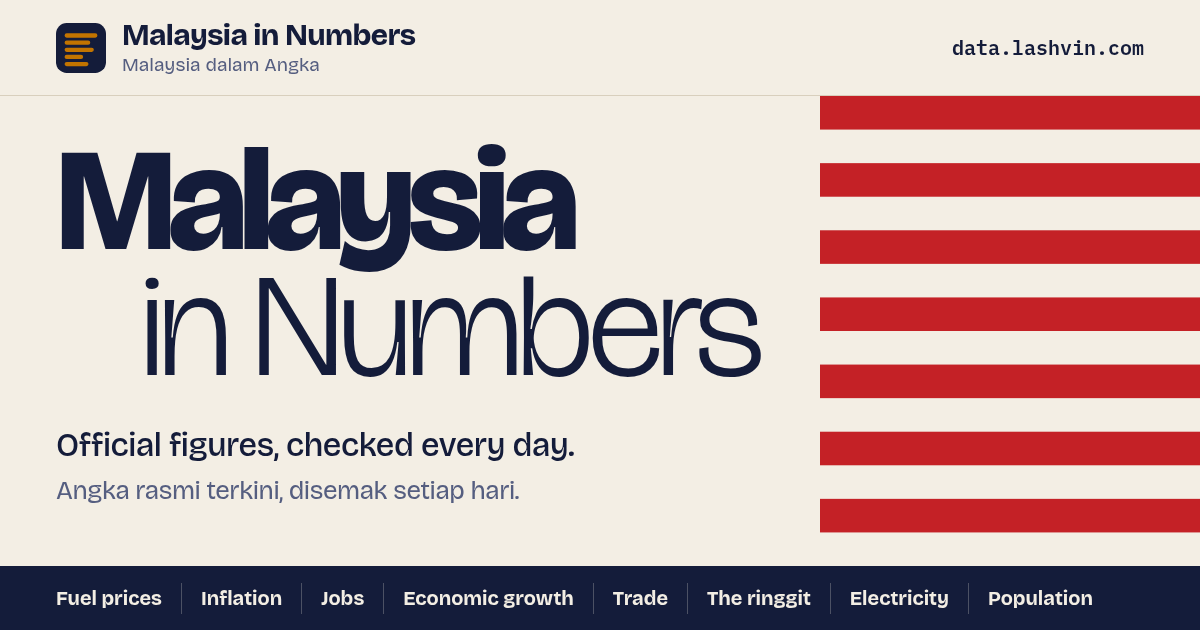 Malaysia in Numbers
Malaysia dalam Angka
data.lashvin.com
Malaysia
in Numbers
Official figures, checked every day.
Angka rasmi terkini, disemak setiap hari.
Fuel prices Inflation Jobs Economic growth Trade The ringgit Electricity Population